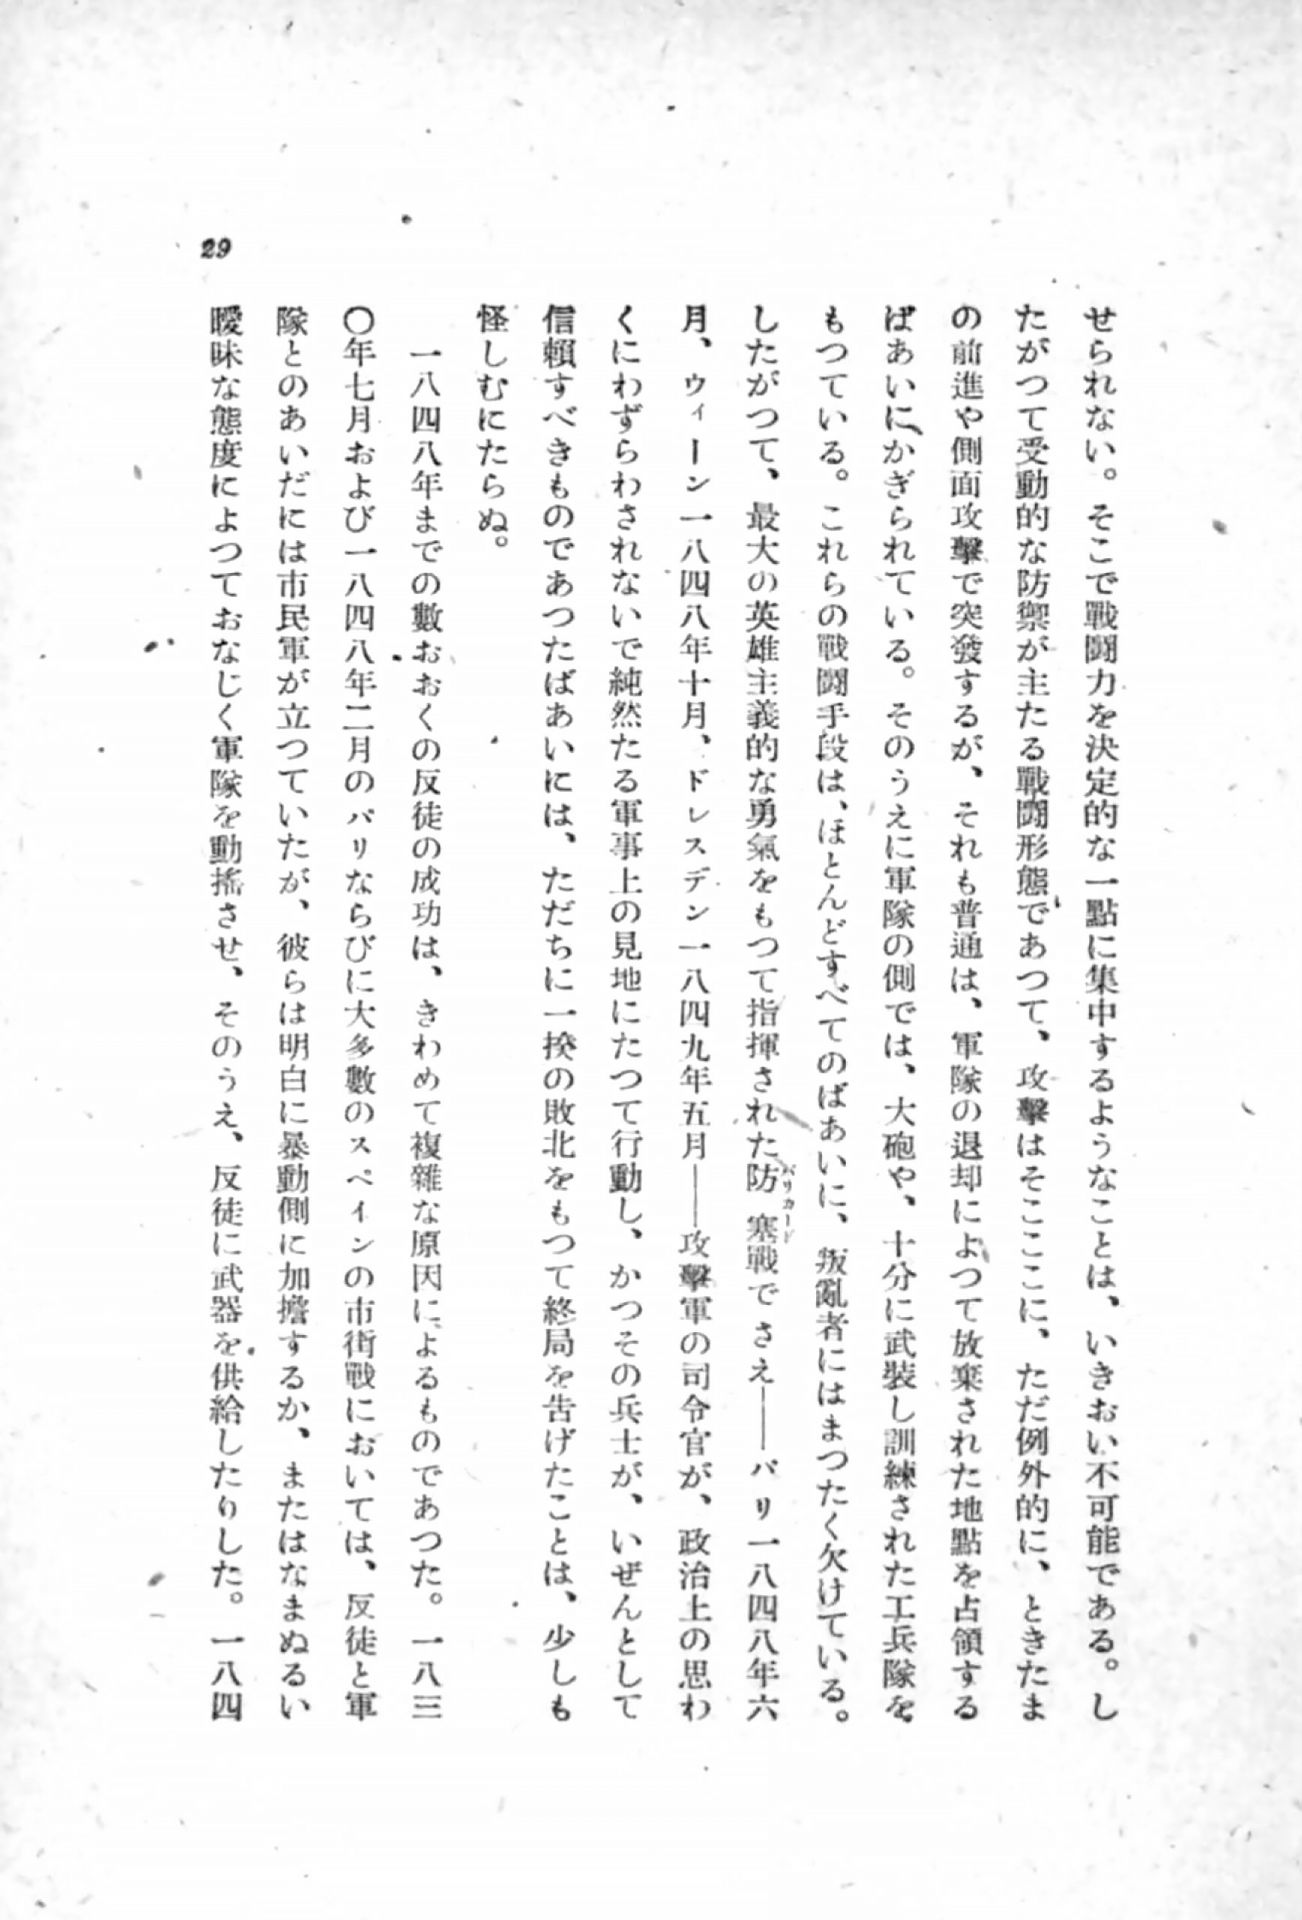 せられない。そこで戰闘力を決定的な一點に集中するようなことは、いきおい不可能である。し
たがつて受動的な防禦が主たる戰闘形態であつて、攻擊はそこここに、ただ例外的に、ときたま
の前進や側面攻擊で突發するが、それも普通は、軍隊の退却によつて放棄された地點を占領する
ばあいにかぎられている。そのうえに軍隊の側では、大砲や、十分に武裝し訓練された工兵隊を
もつている。これらの戰闘手段は、ほとんどすべてのばあいに、叛亂者にはまつたく欠けている。
したがつて、最大の英雄主義的な勇氣をもつて指揮された防塞戰でさえ――パリ一八四八年六
バリカード
月、ウィーン一八四八年十月、ドレスデン一八四九年五月――攻擊軍の司令官が、政治上の思わ
くにわずらわされないで純然たる軍事上の見地にたつて行動し、かつその兵士が、いぜんとして
信賴すべきものであつたばあいには、ただちに一揆の敗北をもつて終局を告げたことは、少しも
怪しむにたらぬ。
一八四八年までの數おおくの反徒の成功は、きわめて複雜な原因によるものであつた。一八三
〇年七月および一八四八年二月のパリならびに大多數のスペインの市街戰においては、反徒と軍
隊とのあいだには市民軍が立つていたが、彼らは明白に暴動側に加擔するか、またはなまぬるい
曖昧な態度によつておなじく軍隊を動搖させ、そのうえ、反徒に武器を供給したりした。一八四
29